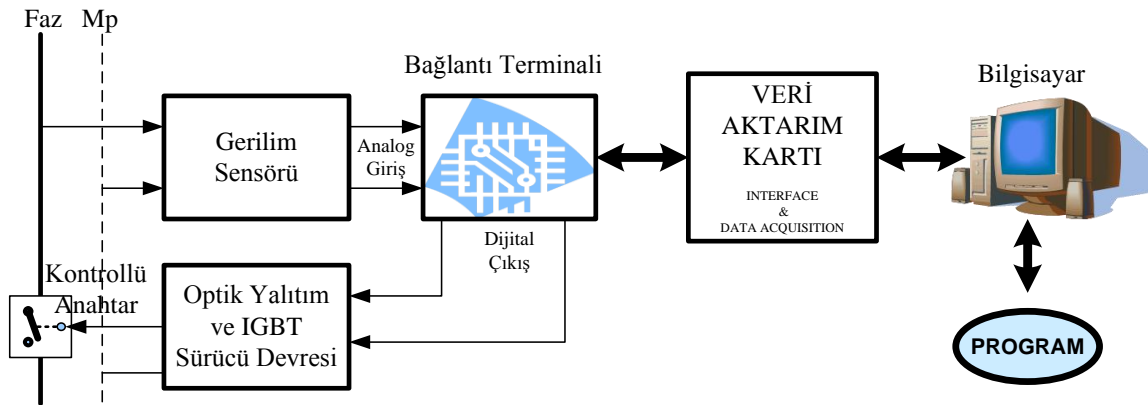 Faz
Mp
Gerilim
Sensörü
Analog
Giriş
Bağlantı Terminali
Dijital
Çıkış
VERİ
AKTARIM
KARTI
INTERFACE
&
DATA ACQUISITION
Bilgisayar
PROGRAM
Kontrollü
Anahtar
Optik Yalıtım
ve IGBT
Sürücü Devresi